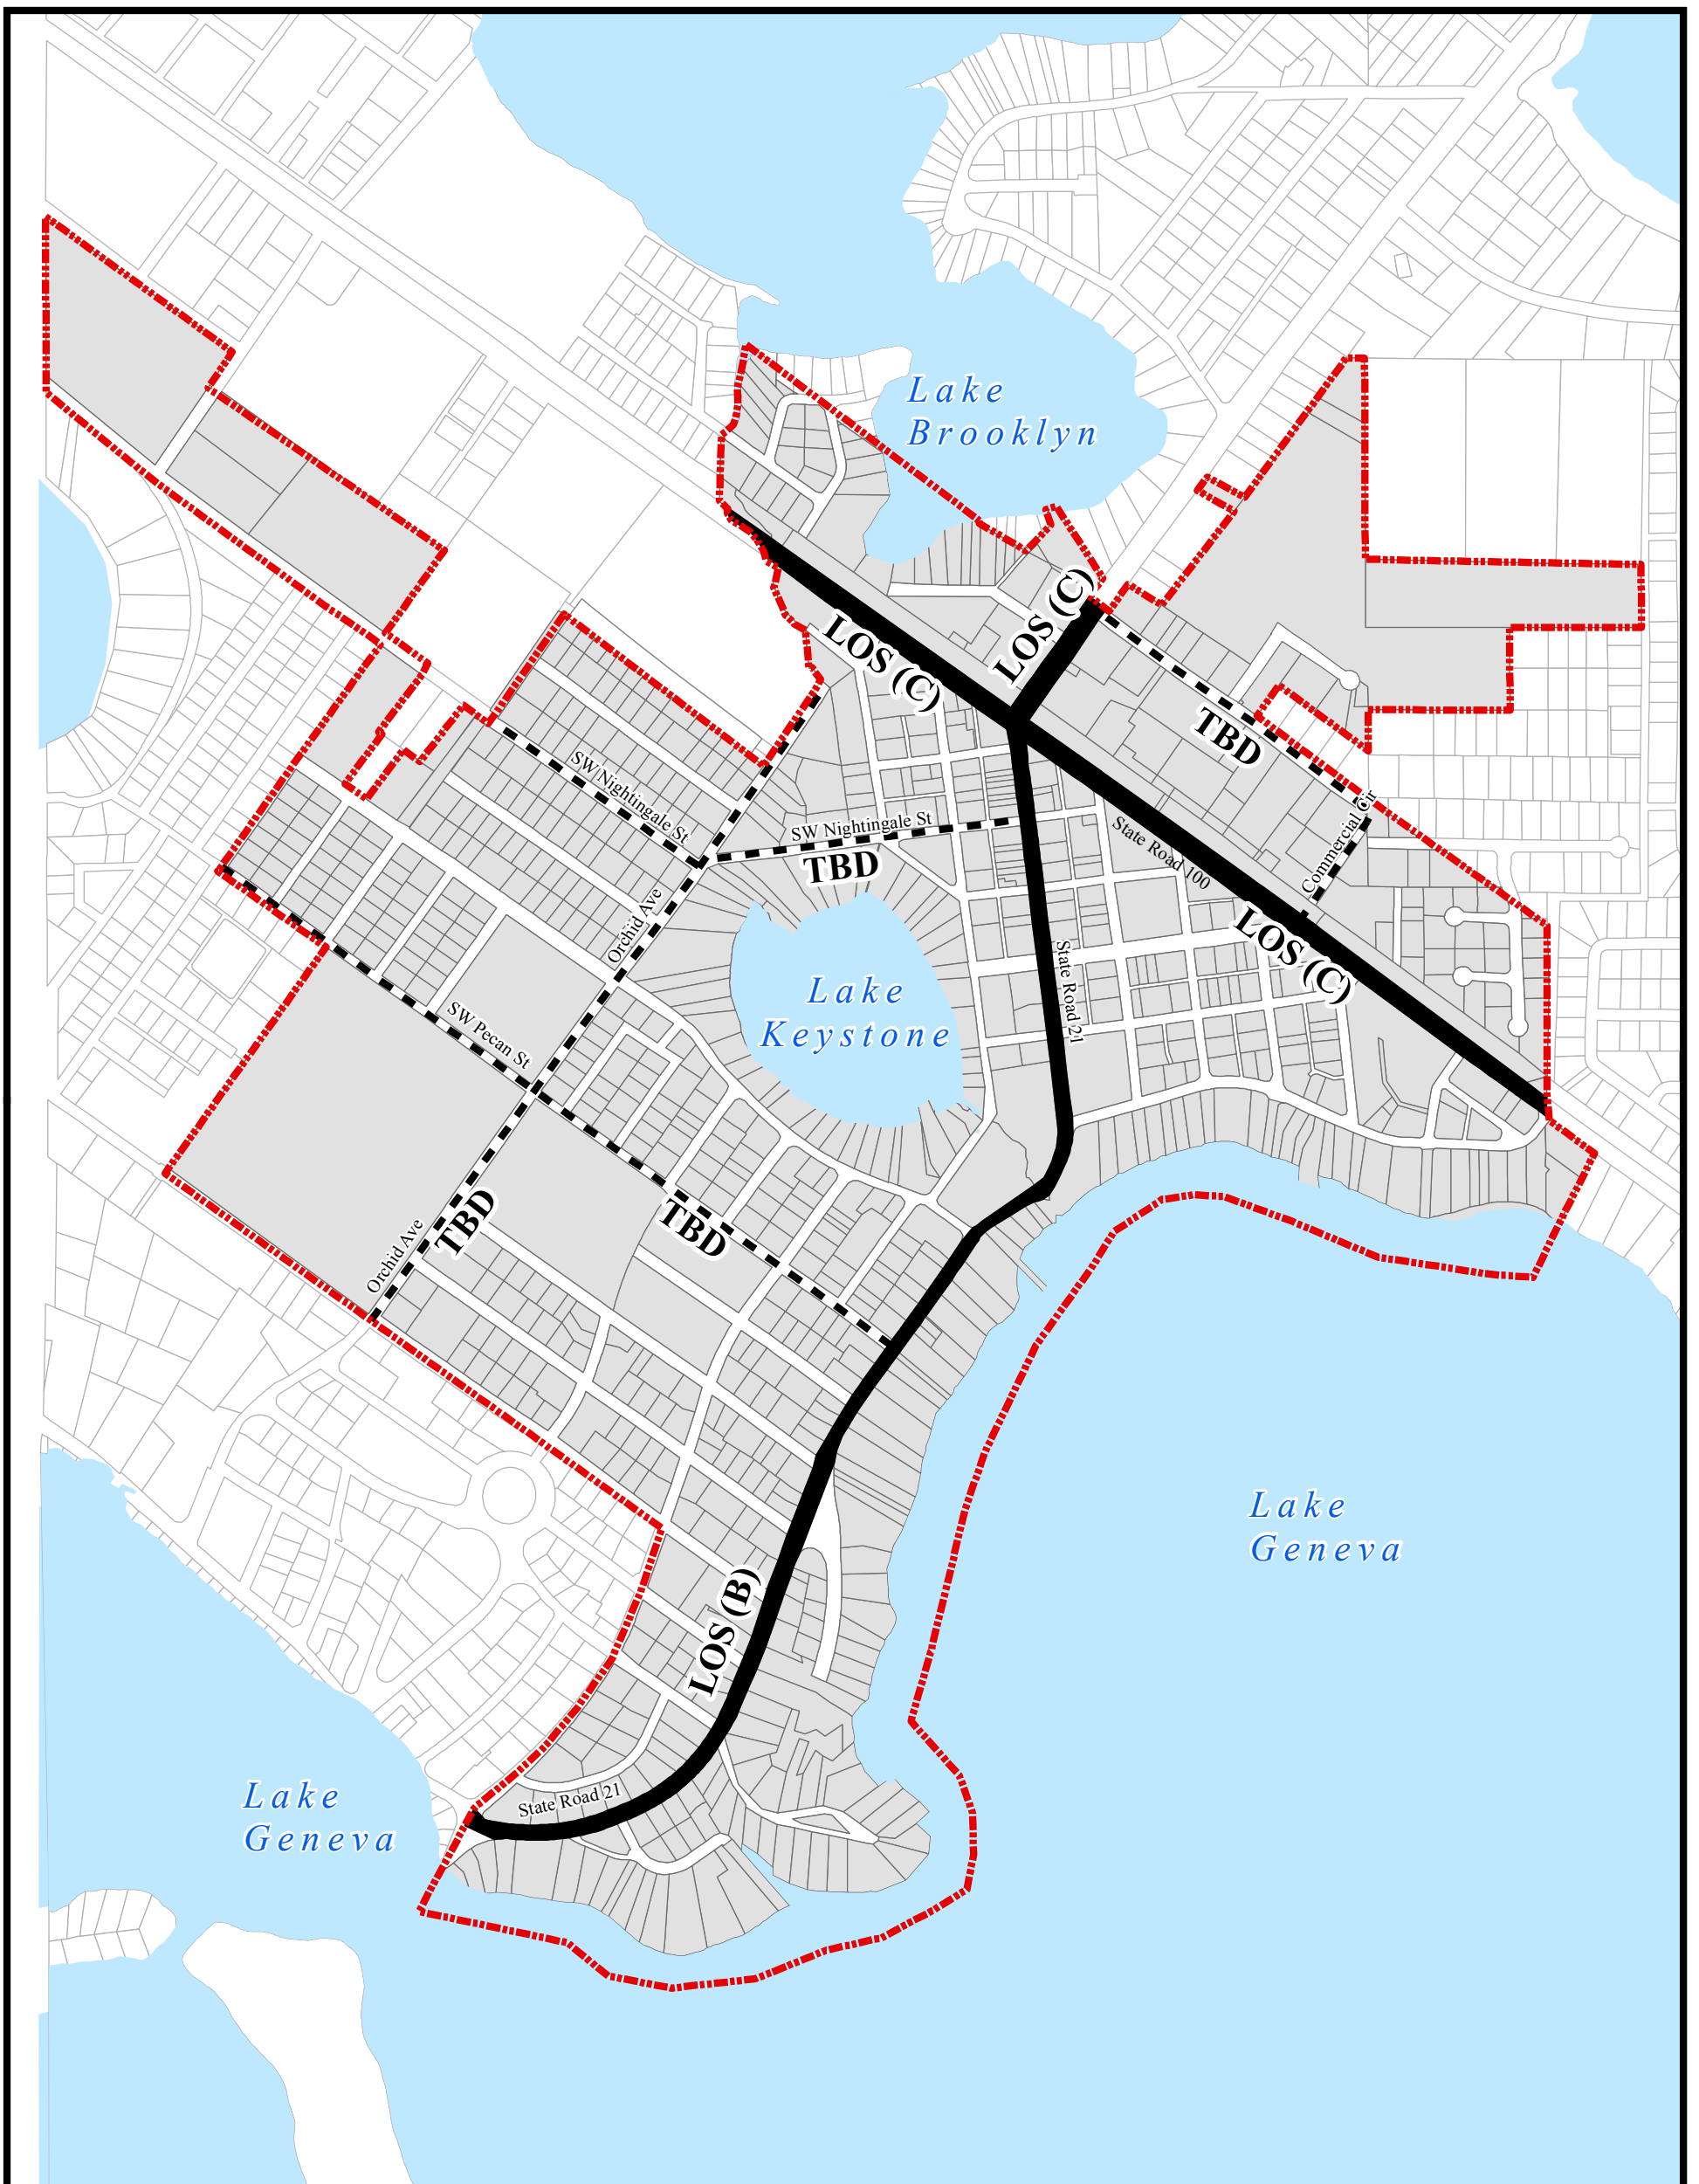 Lake
Brooklyn
LOS (C)
LOS (C)
TBD
SW Nightingale St
SW Nightingale St
TBD
Commercial Cir
State Road 100
Orchid Ave
LOS (C)
State Road 21
Lake
Keystone
SW Pecan St
TBD
TBD
Orchid Ave
Lake
Geneva
LOS (B)
State Road 21
Lake
Geneva